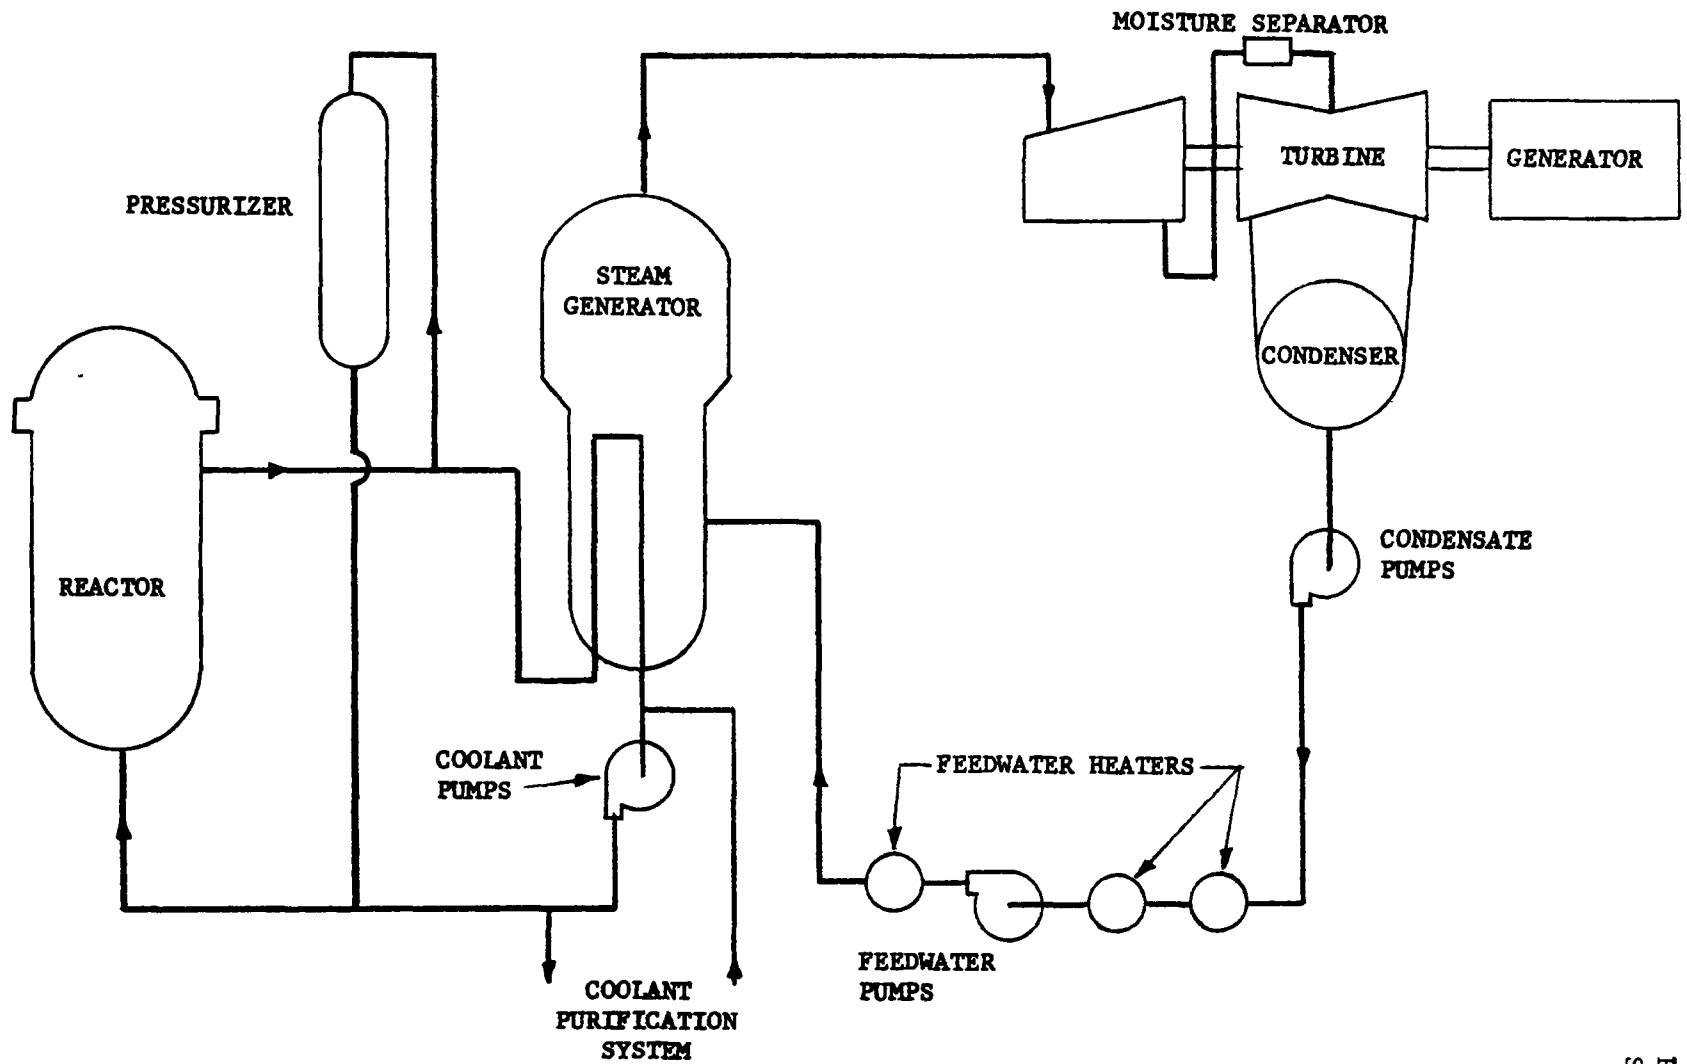 MOISTURE SEPARATOR
PRESSURIZER
STEAM
GENERATOR
TURBINE
GENERATOR
CONDENSER
REACTOR
CONDENSATE
PUMPS
COOLANT
PUMPS
FEEDWATER HEATERS
FEEDWATER
PUMPS
COOLANT
PURIFICATION
SYSTEM